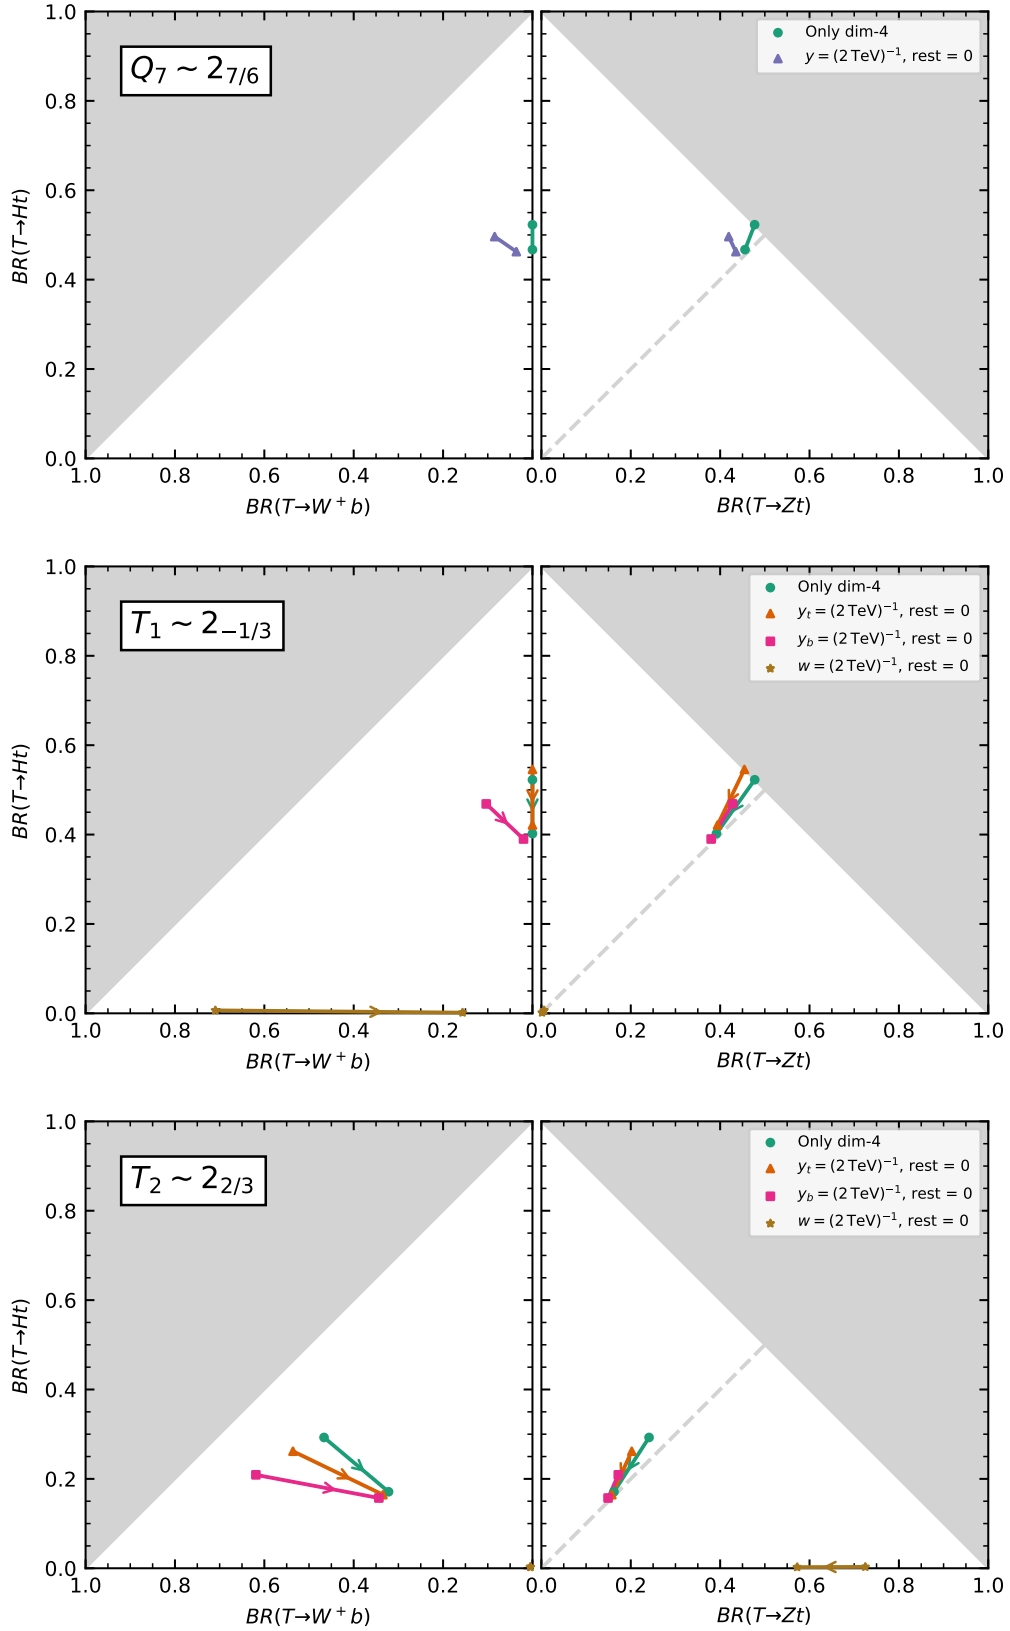 Q₇ ~ 2₇/₆
Only dim-4
y = (2 TeV)⁻¹, rest = 0
BR(T→Ht)
1.0
0.8
0.6
0.4
0.2
0.0
1.0 0.8 0.6 0.4 0.2 0.0 0.2 0.4 0.6 0.8 1.0
BR(T→W⁺b) BR(T→Zt)
T₁ ~ 2₋₁/₃
Only dim-4
yₜ = (2 TeV)⁻¹, rest = 0
y_b = (2 TeV)⁻¹, rest = 0
w = (2 TeV)⁻¹, rest = 0
BR(T→Ht)
1.0
0.8
0.6
0.4
0.2
0.0
1.0 0.8 0.6 0.4 0.2 0.0 0.2 0.4 0.6 0.8 1.0
BR(T→W⁺b) BR(T→Zt)
T₂ ~ 2₂/₃
Only dim-4
yₜ = (2 TeV)⁻¹, rest = 0
y_b = (2 TeV)⁻¹, rest = 0
w = (2 TeV)⁻¹, rest = 0
BR(T→Ht)
1.0
0.8
0.6
0.4
0.2
0.0
1.0 0.8 0.6 0.4 0.2 0.0 0.2 0.4 0.6 0.8 1.0
BR(T→W⁺b) BR(T→Zt)